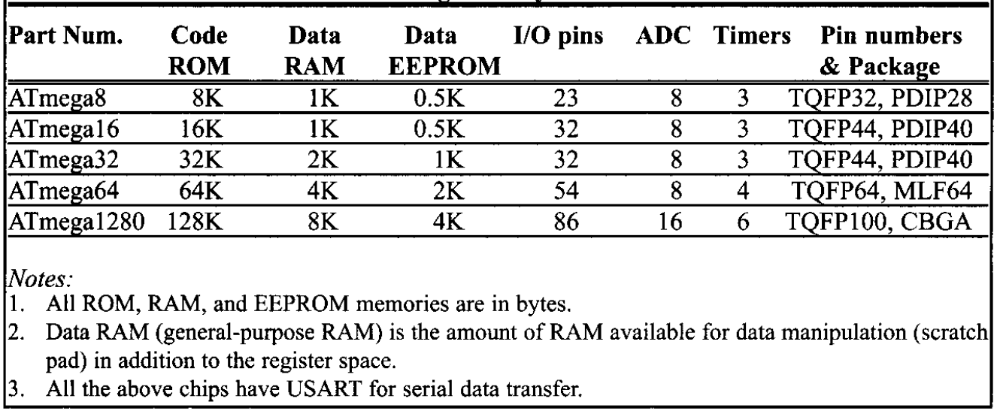 Part Num. Code Data Data I/O pins ADC Timers Pin numbers
ROM RAM EEPROM & Package
ATmega8 8K 1K 0.5K 23 8 3 TQFP32, PDIP28
ATmega16 16K 1K 0.5K 32 8 3 TQFP44, PDIP40
ATmega32 32K 2K 1K 32 8 3 TQFP44, PDIP40
ATmega64 64K 4K 2K 54 8 4 TQFP64, MLF64
ATmega1280 128K 8K 4K 86 16 6 TQFP100, CBGA
Notes:
1. All ROM, RAM, and EEPROM memories are in bytes.
2. Data RAM (general-purpose RAM) is the amount of RAM available for data manipulation (scratch
pad) in addition to the register space.
3. All the above chips have USART for serial data transfer.